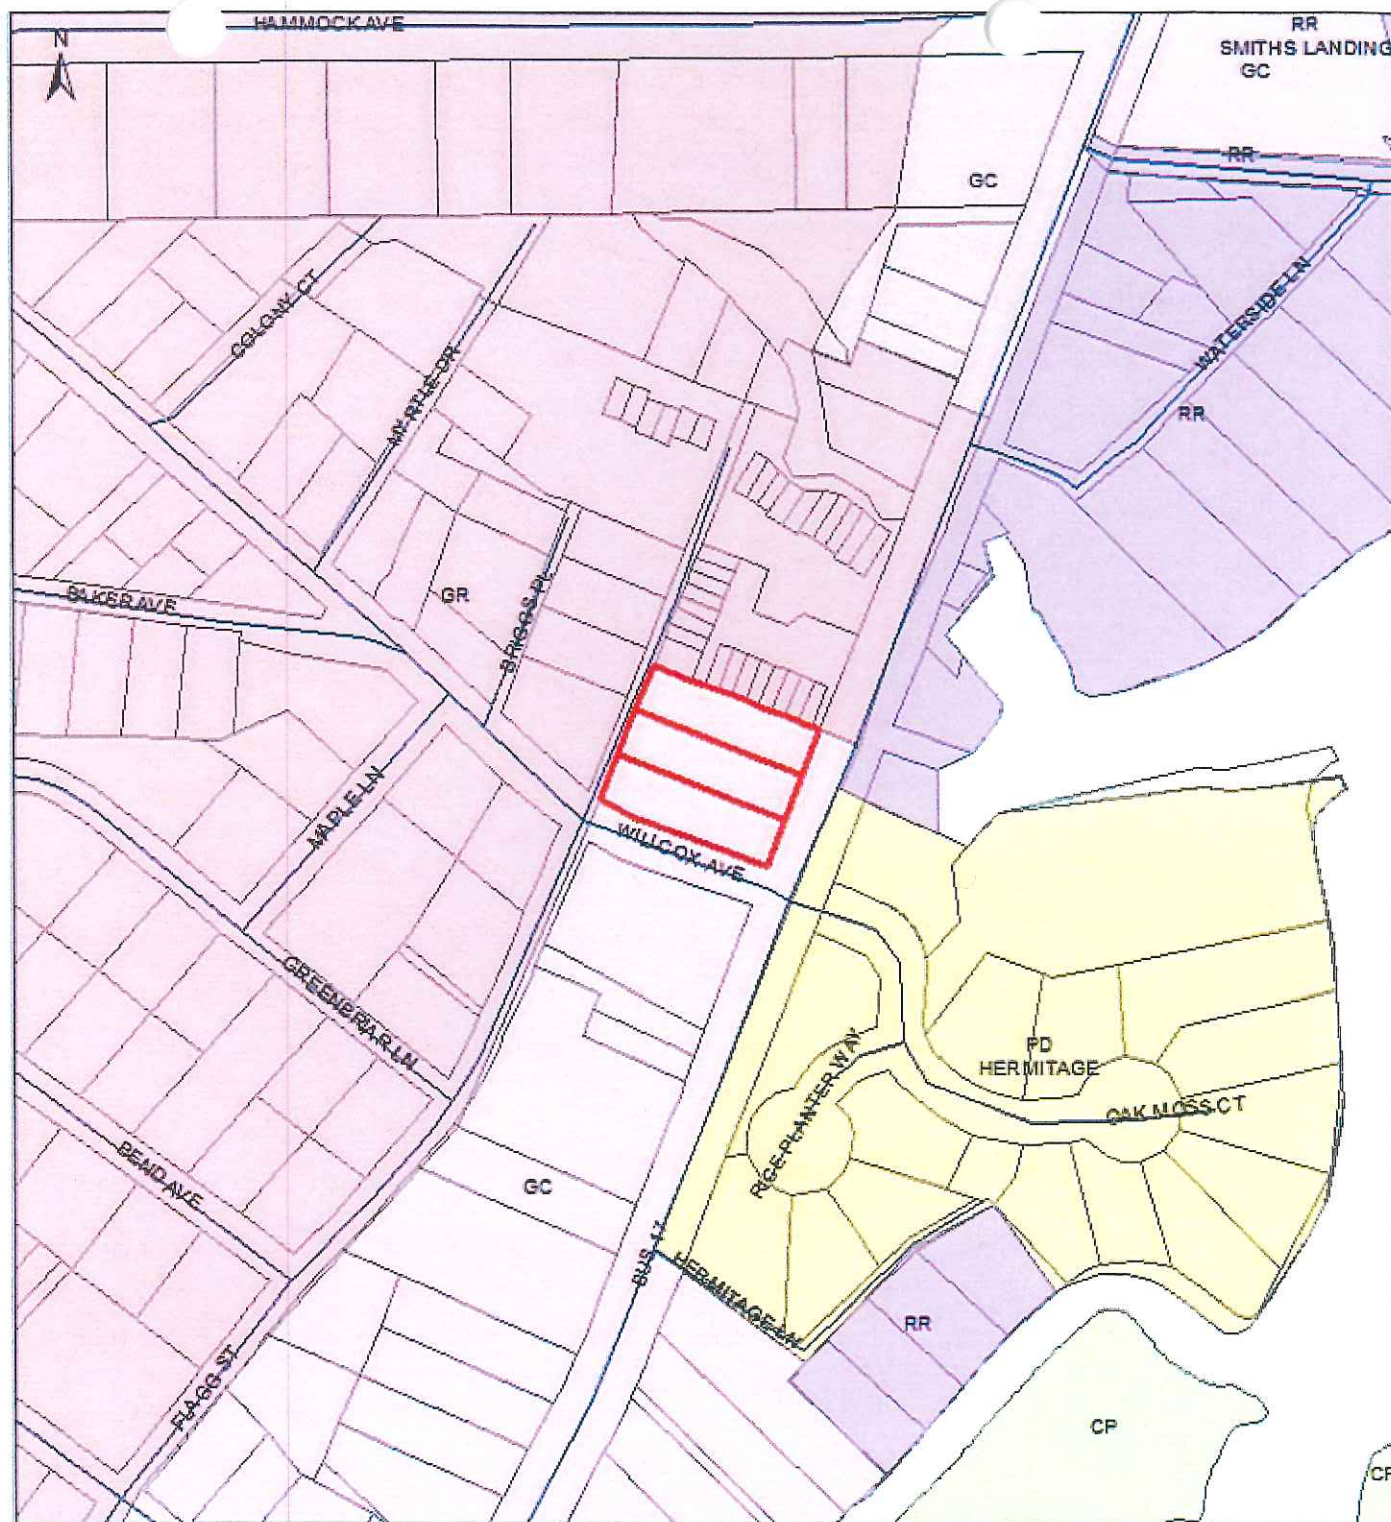 HAMMOCK AVE
N
RR
SMITHS LANDING
GC
GC
RR
COLONY CT
WATERSIDE LN
MYRTLE DR
RR
BAKER AVE
GR
BRIGGS PL
MAPLE LN
WILLCOX AVE
GREENBRIAR LN
PD
HERMITAGE
RICE PLANTER WAY
OAK MOSS CT
BEND AVE
GC
BUS 17
HERMITAGE LN
RR
FLAGG ST
CP